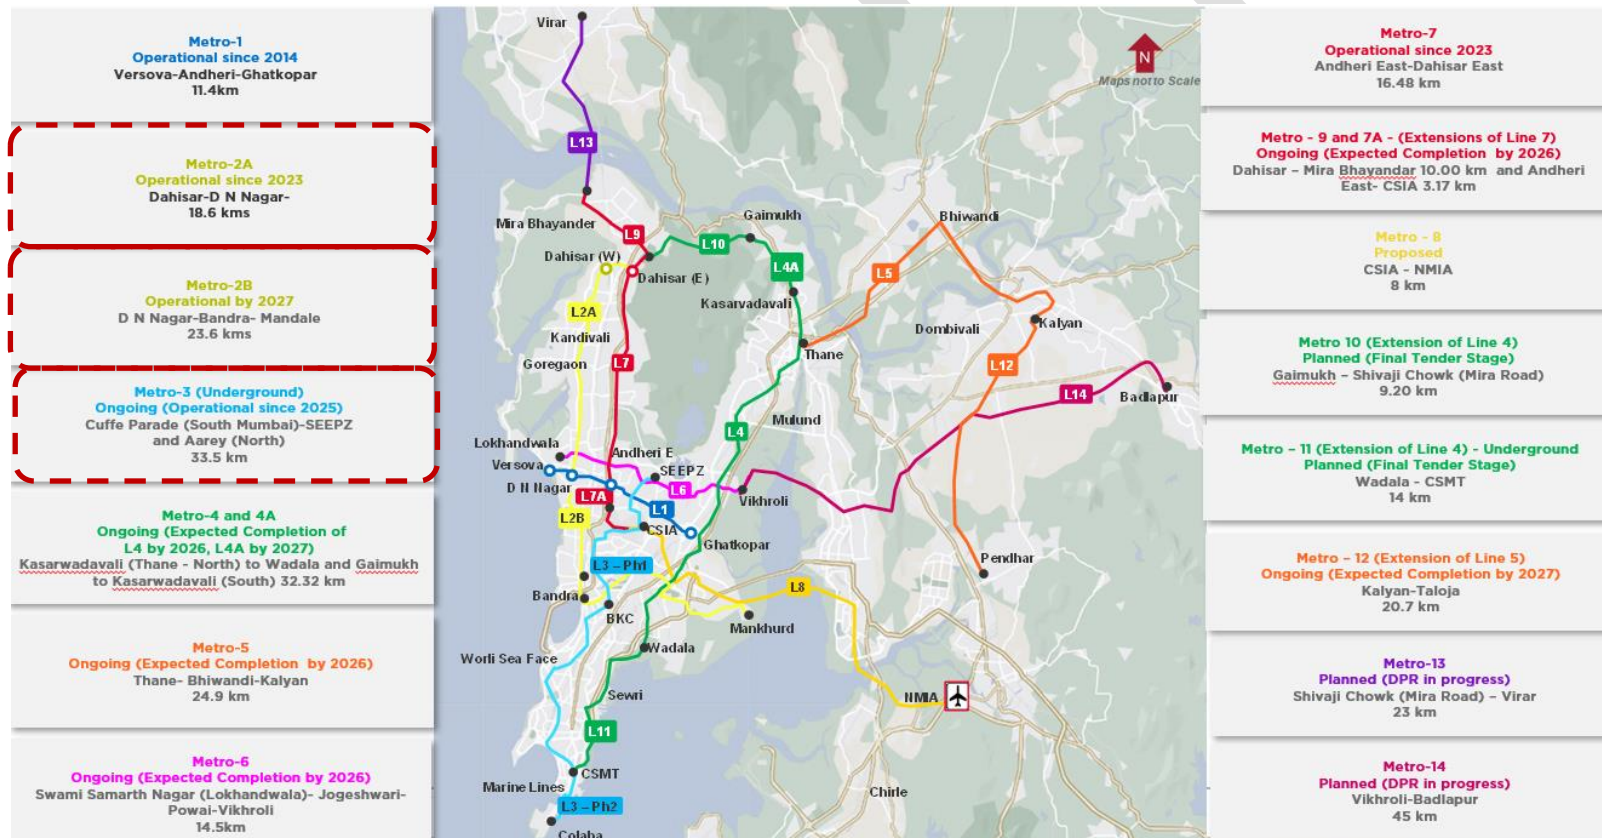 Metro-1
Operational since 2014
Versova-Andheri-Ghatkopar
11.4km
Metro-2A
Operational since 2023
Dahisar-D N Nagar-
18.6 kms
Metro-2B
Operational by 2027
D N Nagar-Bandra- Mandale
23.6 kms
Metro-3 (Underground)
Ongoing (Operational since 2025)
Cuffe Parade (South Mumbai)-SEEPZ
and Aarey (North)
33.5 km
Metro-4 and 4A
Ongoing (Expected Completion of
L4 by 2026, L4A by 2027)
Kasarwadavali (Thane - North) to Wadala and Gaimukh
to Kasarwadavali (South) 32.32 km
Metro-5
Ongoing (Expected Completion  by 2026)
Thane- Bhiwandi-Kalyan
24.9 km
Metro-6
Ongoing (Expected Completion by 2026)
Swami Samarth Nagar (Lokhandwala)- Jogeshwari-
Powai-Vikhroli
14.5km
Virar
N
Maps not to Scale
L13
Mira Bhayander
L9
Gaimukh
L10
Bhiwandi
Dahisar (W)
Dahisar (E)
L4A
L5
Kasarvadavali
L2A
Kandivali
Dombivali
Kalyan
Goregaon
L7
Thane
L12
L14
Badlapur
Mulund
L4
Lokhandwala
Andheri E
Versova
SEEPZ
D N Nagar
L6
L7A
Vikhroli
L1
L2B
CSIA
Ghatkopar
Pendhar
L3 – Ph1
L8
Bandra
BKC
Mankhurd
Wadala
Worli Sea Face
Sewri
NMIA
L11
CSMT
Marine Lines
Chirle
L3 – Ph2
Colaba
Metro-7
Operational since 2023
Andheri East-Dahisar East
16.48 km
Metro - 9 and 7A - (Extensions of Line 7)
Ongoing (Expected Completion  by 2026)
Dahisar – Mira Bhayandar 10.00 km  and Andheri
East- CSIA 3.17 km
Metro - 8
Proposed
CSIA - NMIA
8 km
Metro 10 (Extension of Line 4)
Planned (Final Tender Stage)
Gaimukh – Shivaji Chowk (Mira Road)
9.20 km
Metro – 11 (Extension of Line 4) - Underground
Planned (Final Tender Stage)
Wadala - CSMT
14 km
Metro – 12 (Extension of Line 5)
Ongoing (Expected Completion by 2027)
Kalyan-Taloja
20.7 km
Metro-13
Planned (DPR in progress)
Shivaji Chowk (Mira Road) – Virar
23 km
Metro-14
Planned (DPR in progress)
Vikhroli-Badlapur
45 km